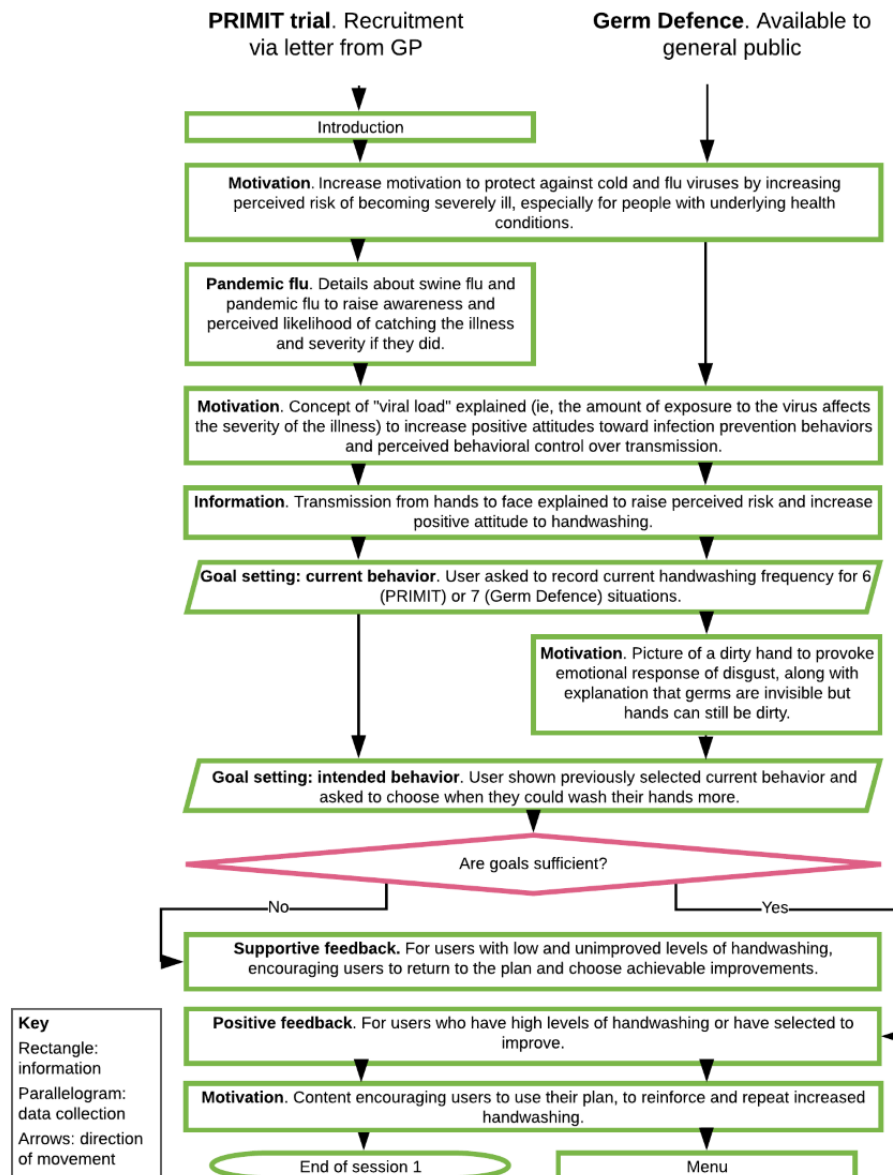 PRIMIT trial. Recruitment
via letter from GP
Germ Defence. Available to
general public
Introduction
Motivation. Increase motivation to protect against cold and flu viruses by increasing
perceived risk of becoming severely ill, especially for people with underlying health
conditions.
Pandemic flu. Details about swine flu and
pandemic flu to raise awareness and
perceived likelihood of catching the illness
and severity if they did.
Motivation. Concept of "viral load" explained (ie, the amount of exposure to the virus affects
the severity of the illness) to increase positive attitudes toward infection prevention behaviors
and perceived behavioral control over transmission.
Information. Transmission from hands to face explained to raise perceived risk and increase
positive attitude to handwashing.
Goal setting: current behavior. User asked to record current handwashing frequency for 6
(PRIMIT) or 7 (Germ Defence) situations.
Motivation. Picture of a dirty hand to provoke
emotional response of disgust, along with
explanation that germs are invisible but
hands can still be dirty.
Goal setting: intended behavior. User shown previously selected current behavior and
asked to choose when they could wash their hands more.
Are goals sufficient?
No
Yes
Supportive feedback. For users with low and unimproved levels of handwashing,
encouraging users to return to the plan and choose achievable improvements.
Positive feedback. For users who have high levels of handwashing or have selected to
improve.
Motivation. Content encouraging users to use their plan, to reinforce and repeat increased
handwashing.
End of session 1
Menu
Key
Rectangle:
information
Parallelogram:
data collection
Arrows: direction
of movement